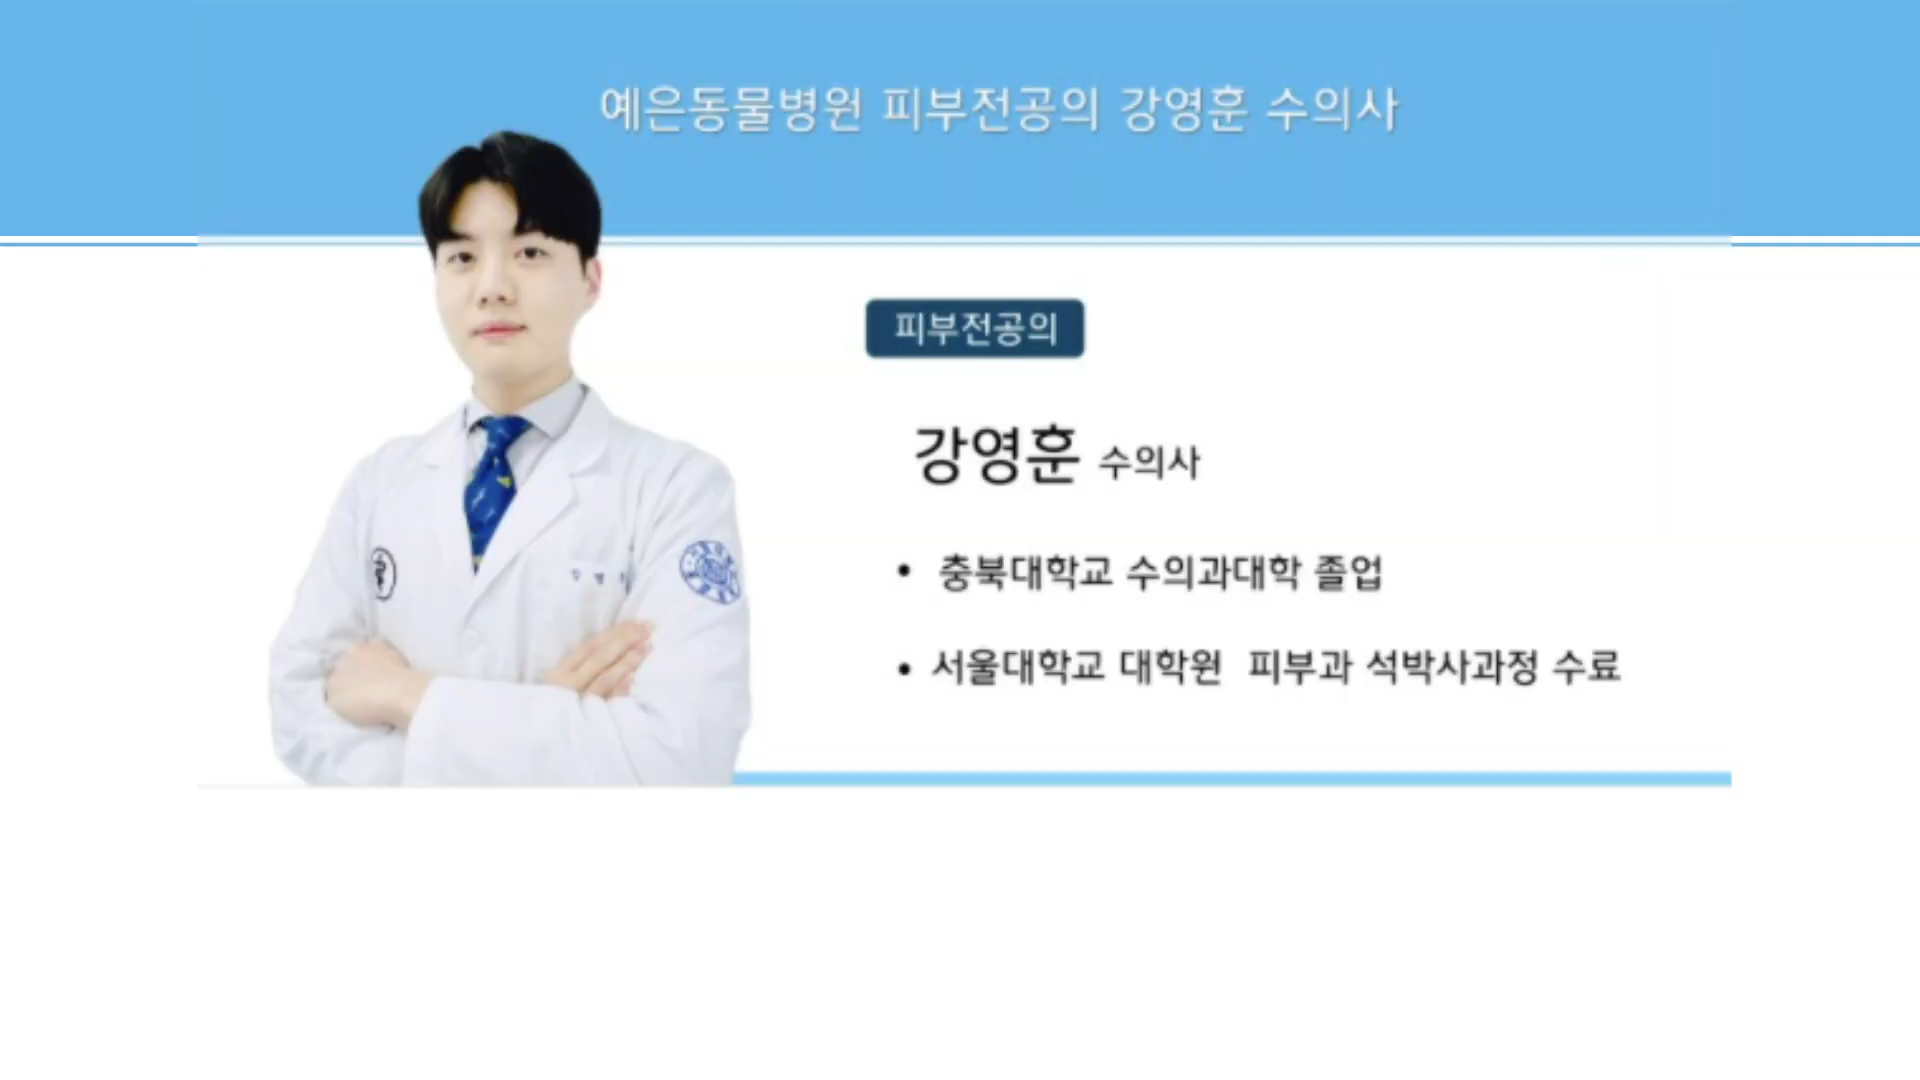 예은동물병원 피부전공의 강영훈 수의사
피부전공의
강영훈 수의사
• 충북대학교 수의과대학 졸업
• 서울대학교 대학원 피부과 석박사과정 수료